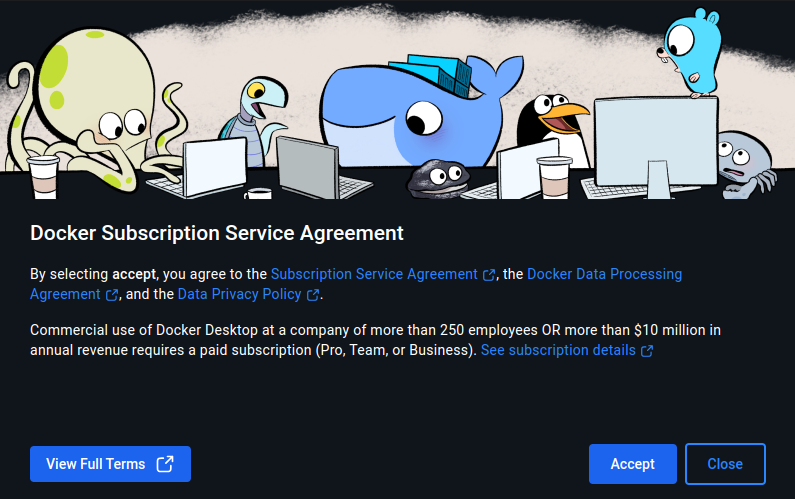 Docker Subscription Service Agreement
By selecting accept, you agree to the Subscription Service Agreement, the Docker Data Processing
Agreement, and the Data Privacy Policy.
Commercial use of Docker Desktop at a company of more than 250 employees OR more than $10 million in
annual revenue requires a paid subscription (Pro, Team, or Business). See subscription details
View Full Terms
Accept
Close